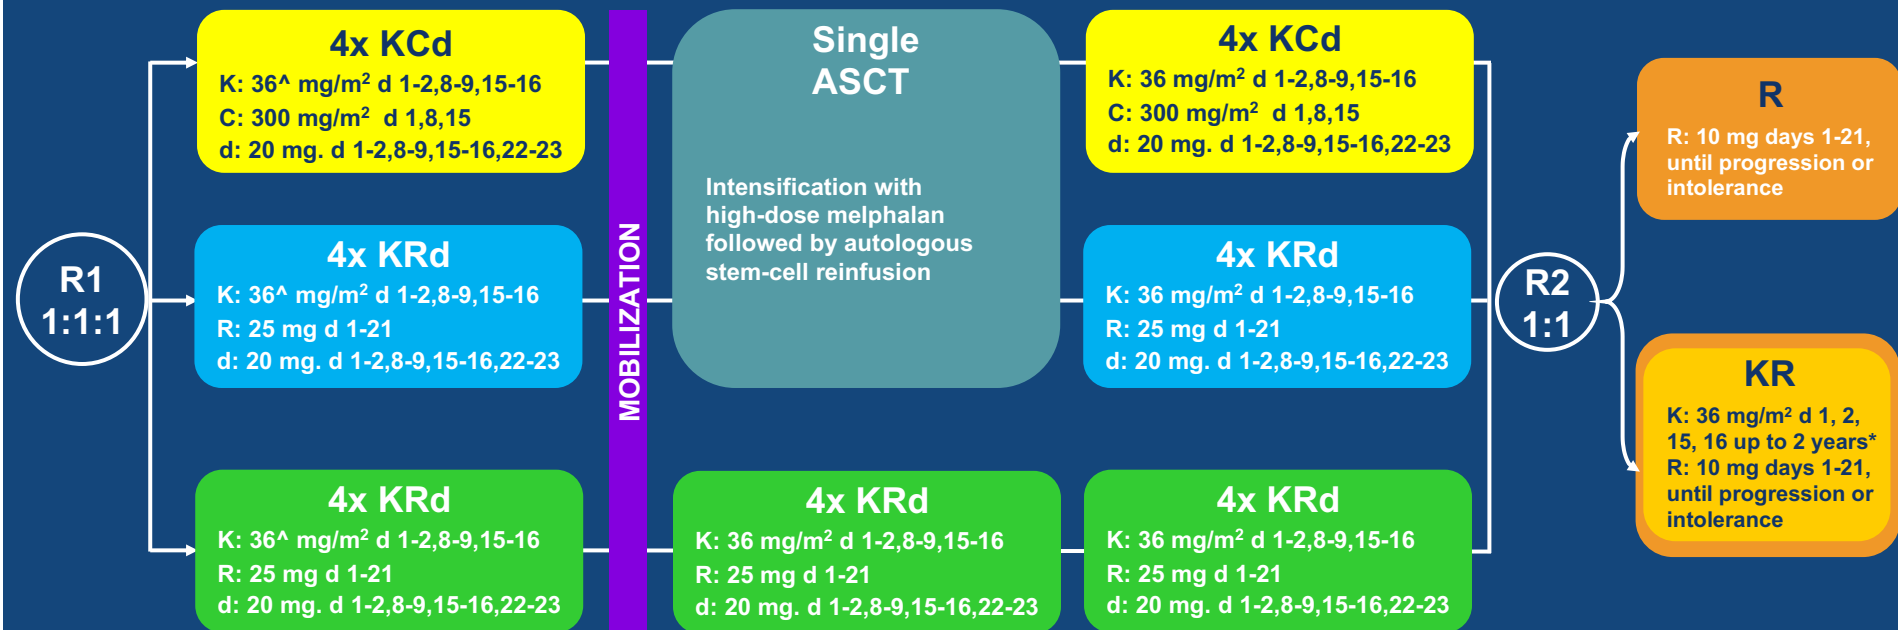 R1
1:1:1
4x KCd
K: 36^ mg/m² d 1-2,8-9,15-16
C: 300 mg/m² d 1,8,15
d: 20 mg. d 1-2,8-9,15-16,22-23
4x KRd
K: 36^ mg/m² d 1-2,8-9,15-16
R: 25 mg d 1-21
d: 20 mg. d 1-2,8-9,15-16,22-23
4x KRd
K: 36^ mg/m² d 1-2,8-9,15-16
R: 25 mg d 1-21
d: 20 mg. d 1-2,8-9,15-16,22-23
MOBILIZATION
Single
ASCT
Intensification with
high-dose melphalan
followed by autologous
stem-cell reinfusion
4x KRd
K: 36 mg/m² d 1-2,8-9,15-16
R: 25 mg d 1-21
d: 20 mg. d 1-2,8-9,15-16,22-23
4x KCd
K: 36 mg/m² d 1-2,8-9,15-16
C: 300 mg/m² d 1,8,15
d: 20 mg. d 1-2,8-9,15-16,22-23
4x KRd
K: 36 mg/m² d 1-2,8-9,15-16
R: 25 mg d 1-21
d: 20 mg. d 1-2,8-9,15-16,22-23
4x KRd
K: 36 mg/m² d 1-2,8-9,15-16
R: 25 mg d 1-21
d: 20 mg. d 1-2,8-9,15-16,22-23
R2
1:1
R
R: 10 mg days 1-21,
until progression or
intolerance
KR
K: 36 mg/m² d 1, 2,
15, 16 up to 2 years*
R: 10 mg days 1-21,
until progression or
intolerance